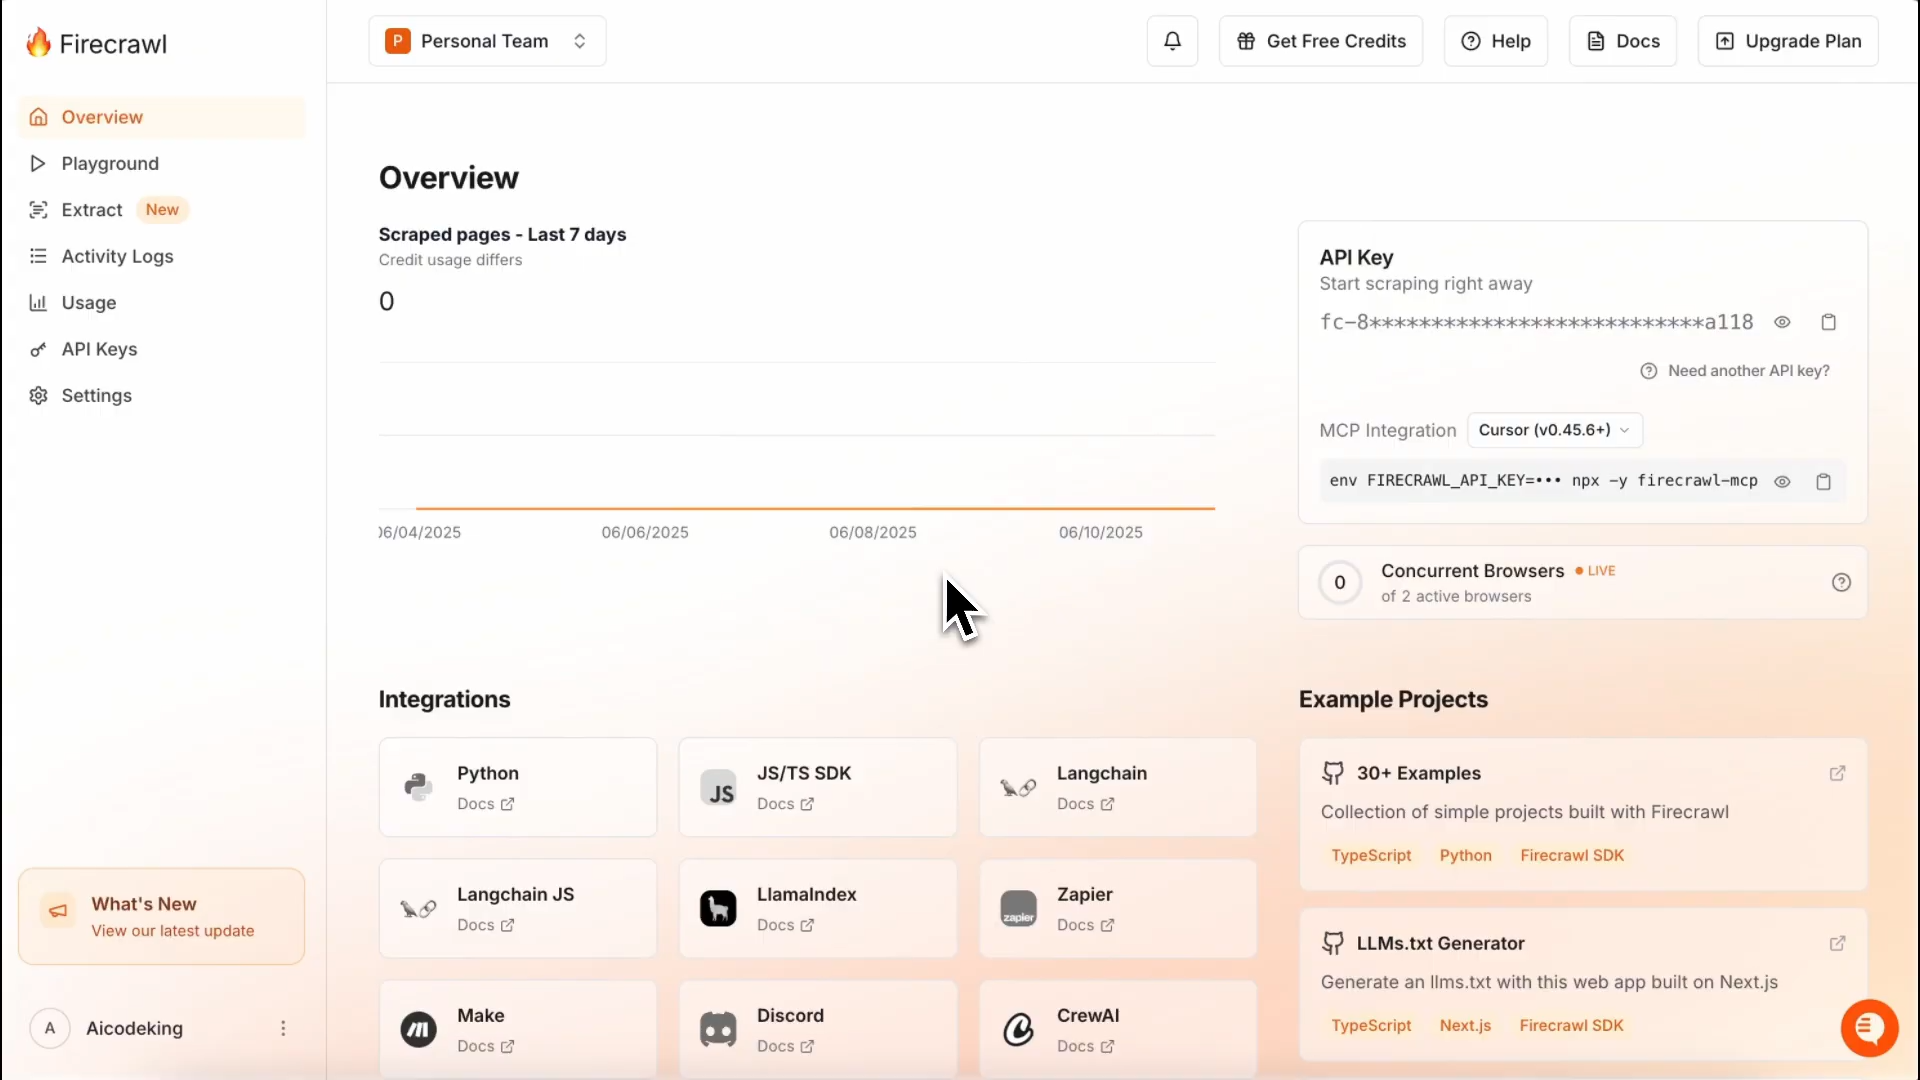 Firecrawl
Overview
Playground
Extract New
Activity Logs
Usage
API Keys
Settings
What's New
View our latest update
A Aicodeking
P Personal Team
Get Free Credits
Help
Docs
Upgrade Plan
Overview
Scraped pages - Last 7 days
Credit usage differs
0
06/04/2025 06/06/2025 06/08/2025 06/10/2025
API Key
Start scraping right away
fc-8***************************a118
Need another API key?
MCP Integration Cursor (v0.45.6+)
env FIRECRAWL_API_KEY=••• npx -y firecrawl-mcp
0
Concurrent Browsers LIVE
of 2 active browsers
Integrations
Python
Docs
JS
JS/TS SDK
Docs
Langchain
Docs
Langchain JS
Docs
LlamaIndex
Docs
zapier
Zapier
Docs
Make
Docs
Discord
Docs
CrewAI
Docs
Example Projects
30+ Examples
Collection of simple projects built with Firecrawl
TypeScript Python Firecrawl SDK
LLMs.txt Generator
Generate an llms.txt with this web app built on Next.js
TypeScript Next.js Firecrawl SDK